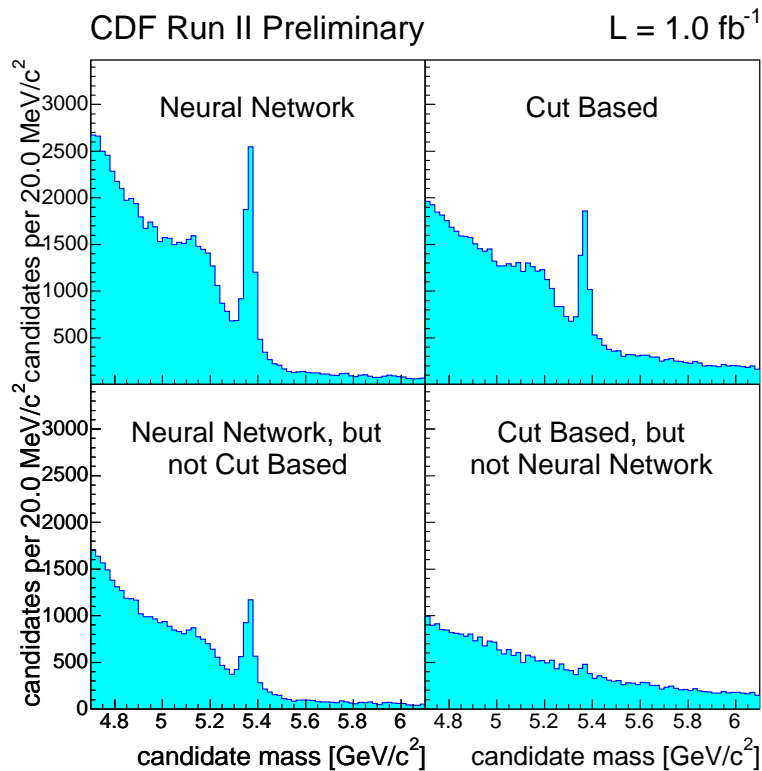 CDF Run II Preliminary L = 1.0 fb⁻¹
candidates per 20.0 MeV/c²
3000
2500
2000
1500
1000
500
Neural Network
Cut Based
candidates per 20.0 MeV/c²
3000
2500
2000
1500
1000
500
0
Neural Network, but
not Cut Based
Cut Based, but
not Neural Network
4.8 5 5.2 5.4 5.6 5.8 6
4.8 5 5.2 5.4 5.6 5.8 6
candidate mass [GeV/c²]
candidate mass [GeV/c²]